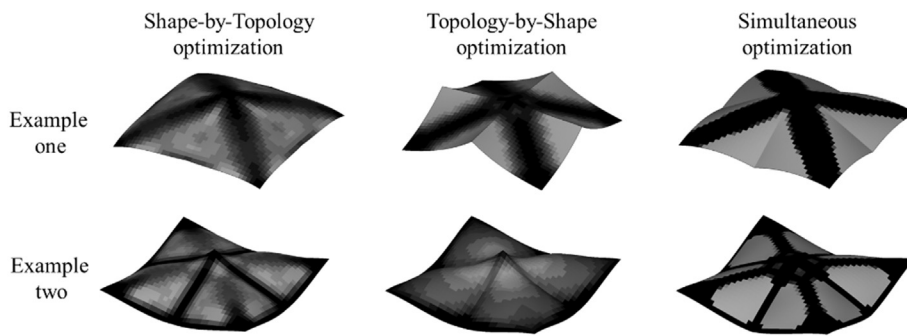 Shape-by-Topology
optimization
Topology-by-Shape
optimization
Simultaneous
optimization
Example
one
Example
two